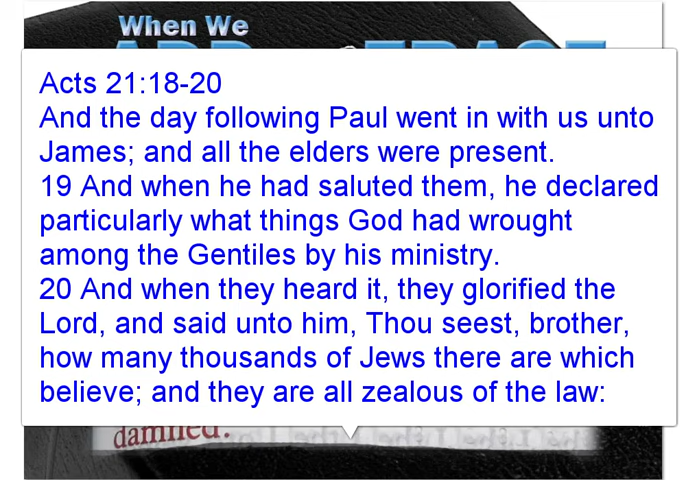 When We
Acts 21:18-20
And the day following Paul went in with us unto
James; and all the elders were present.
19 And when he had saluted them, he declared
particularly what things God had wrought
among the Gentiles by his ministry.
20 And when they heard it, they glorified the
Lord, and said unto him, Thou seest, brother,
how many thousands of Jews there are which
believe; and they are all zealous of the law:
damned.